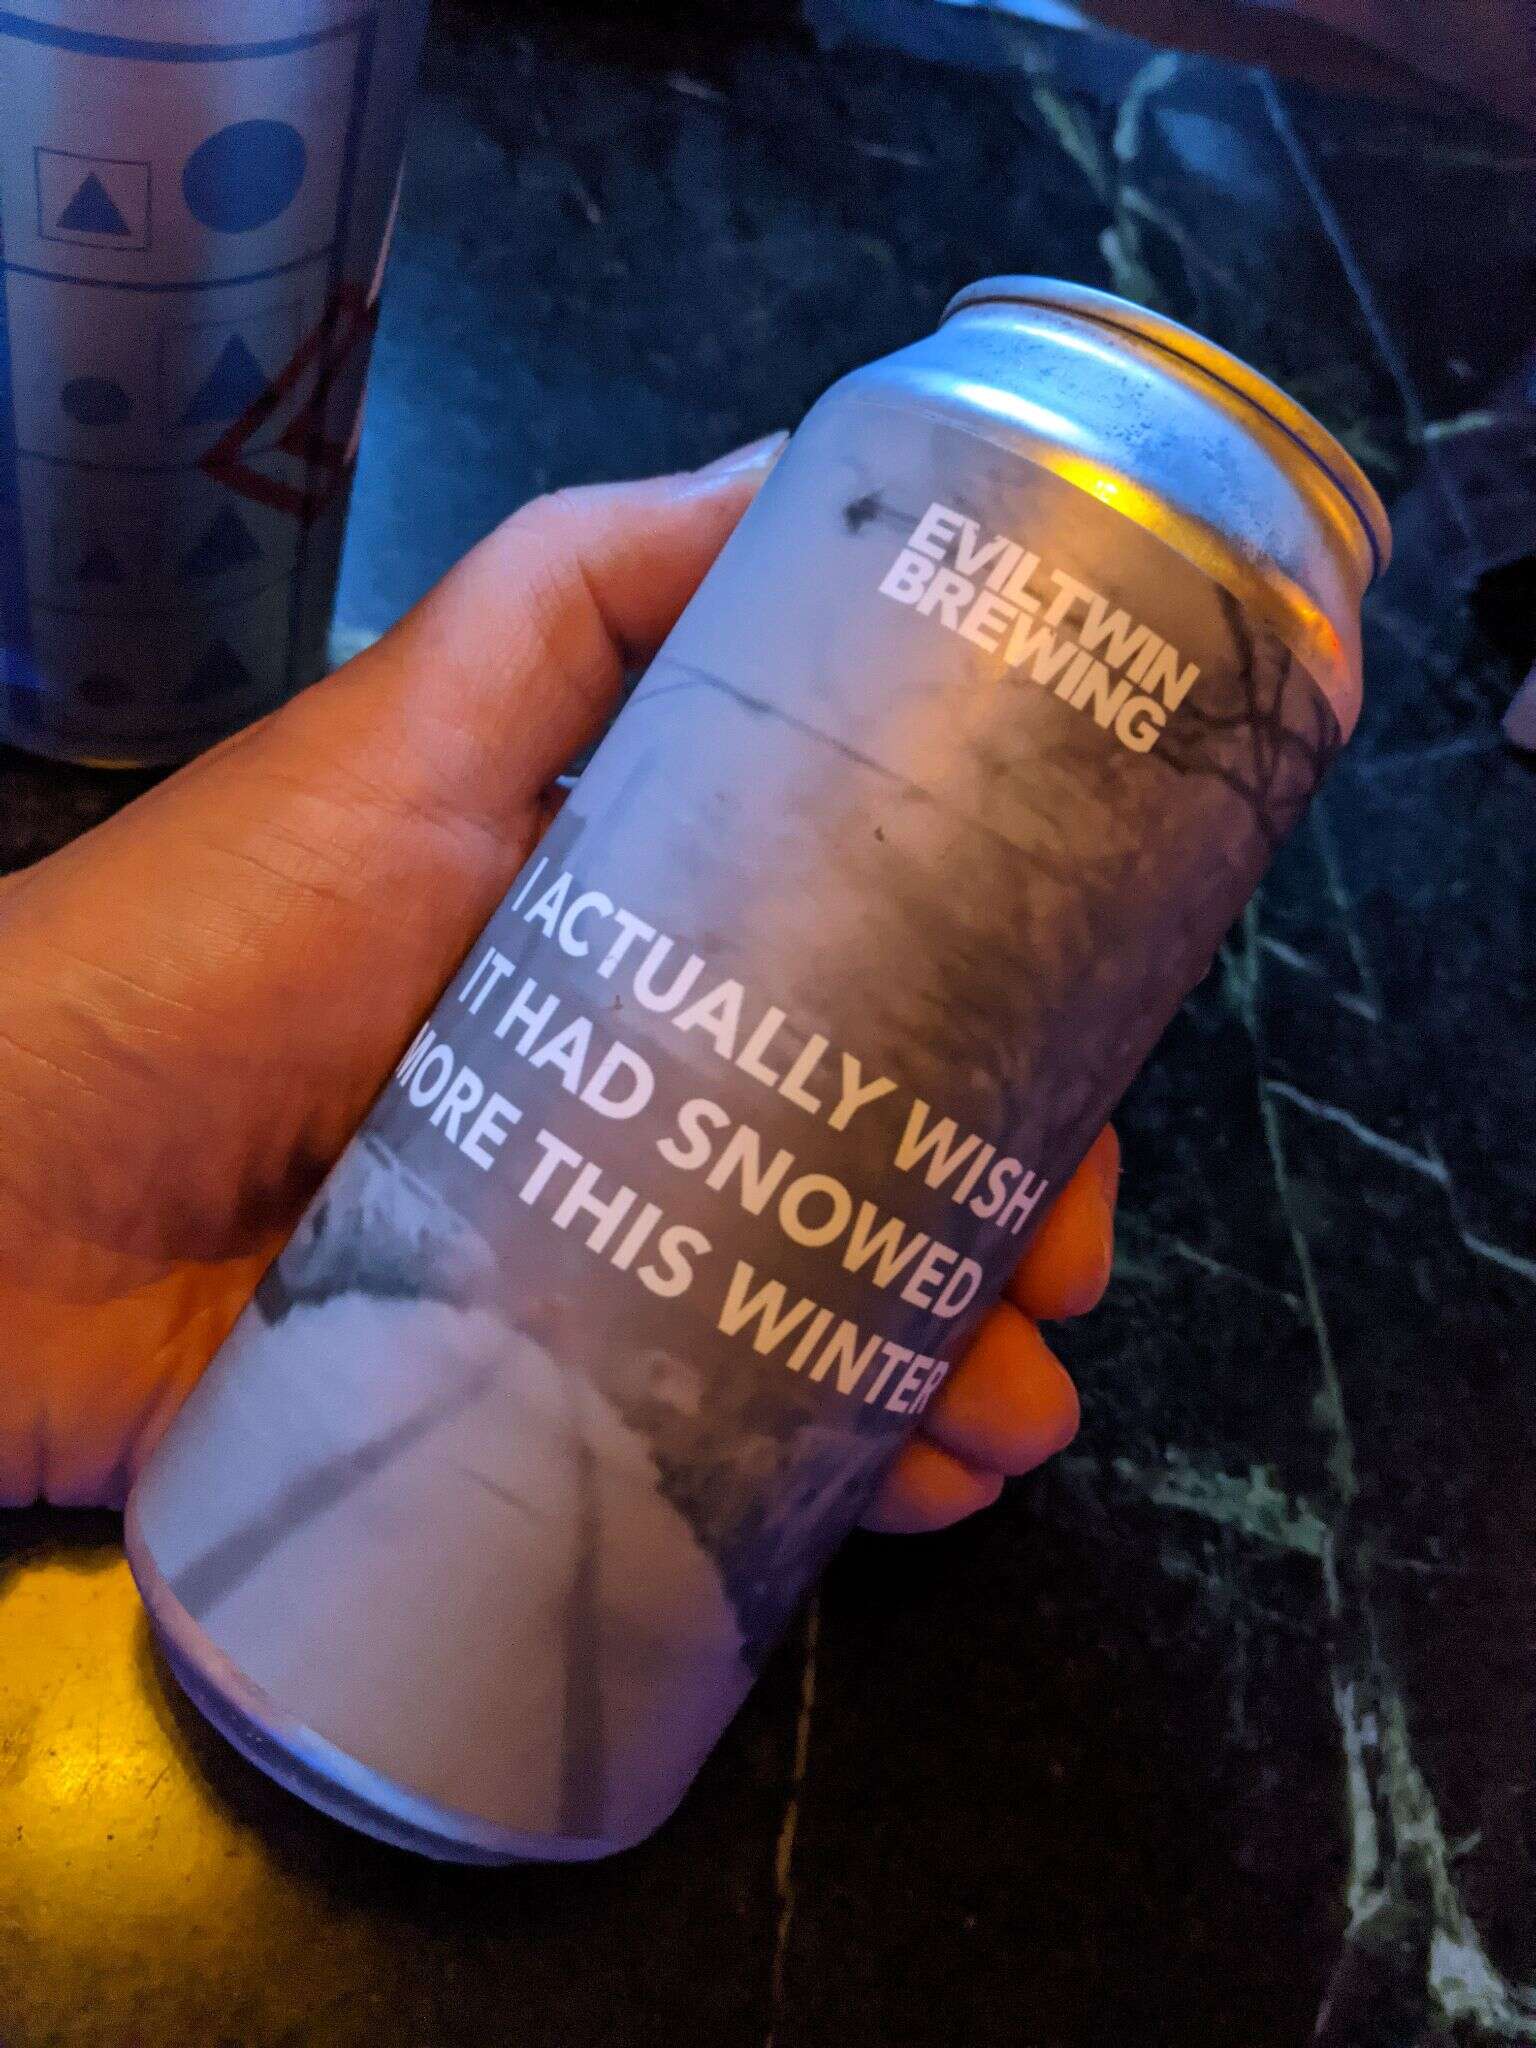 EVILTWIN
BREWING
I ACTUALLY WISH
IT HAD SNOWED
MORE THIS WINTER